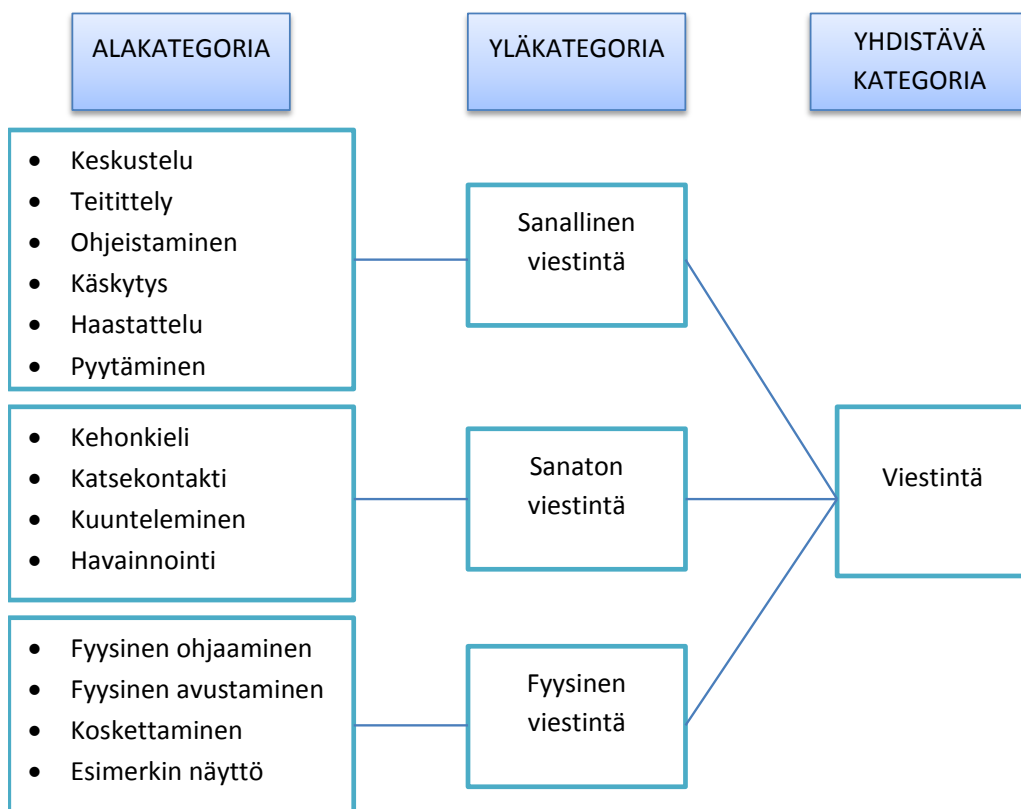 ALAKATEGORIA
YLÄKATEGORIA
YHDISTÄVÄ
KATEGORIA
• Keskustelu
• Teitittely
• Ohjeistaminen
• Käskytys
• Haastattelu
• Pyytäminen
Sanallinen
viestintä
• Kehonkieli
• Katsekontakti
• Kuunteleminen
• Havainnointi
Sanaton
viestintä
Viestintä
• Fyysinen ohjaaminen
• Fyysinen avustaminen
• Koskettaminen
• Esimerkin näyttö
Fyysinen
viestintä